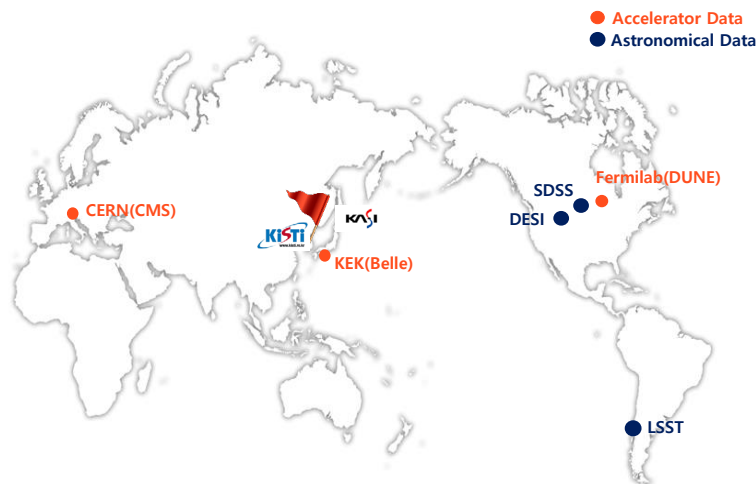 Accelerator Data
Astronomical Data
Fermilab(DUNE)
SDSS
CERN(CMS)
KASI
DESI
KiSTi
KEK(Belle)
LSST